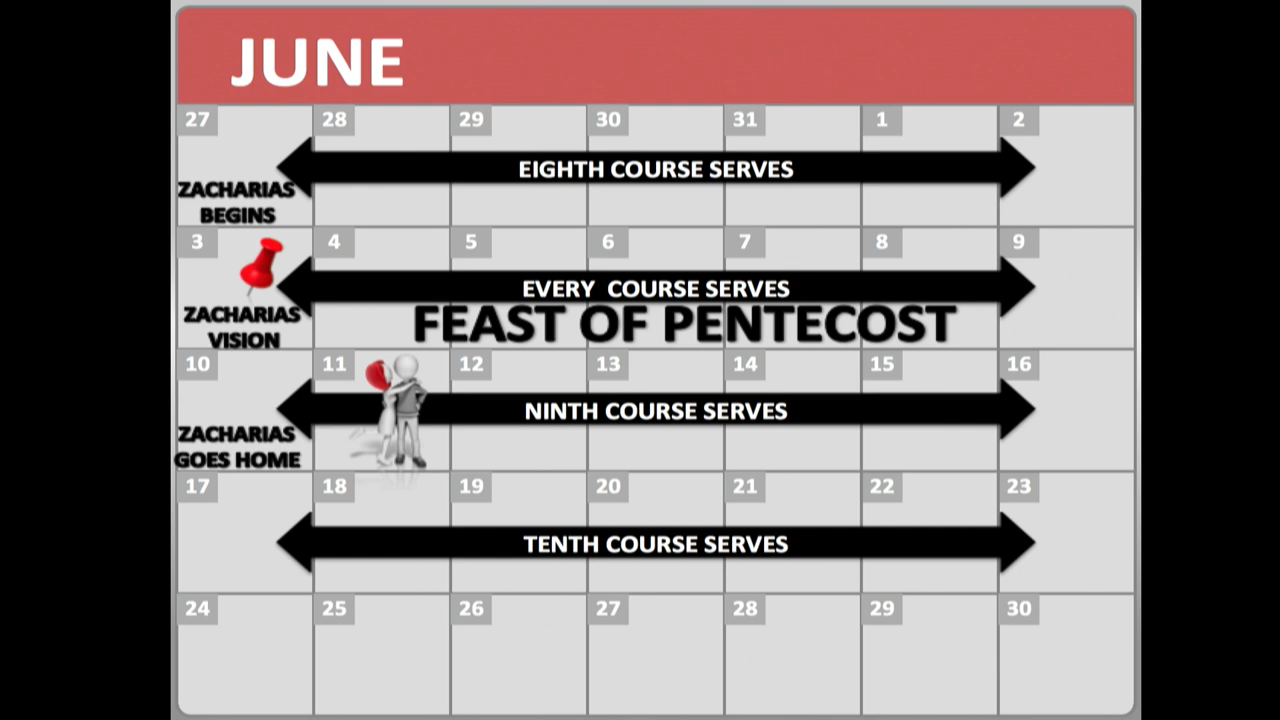 JUNE
27 28 29 30 31 1 2
EIGHTH COURSE SERVES
ZACHARIAS
BEGINS
3 4 5 6 7 8 9
EVERY COURSE SERVES
ZACHARIAS
VISION
FEAST OF PENTECOST
10 11 12 13 14 15 16
NINTH COURSE SERVES
ZACHARIAS
GOES HOME
17 18 19 20 21 22 23
TENTH COURSE SERVES
24 25 26 27 28 29 30